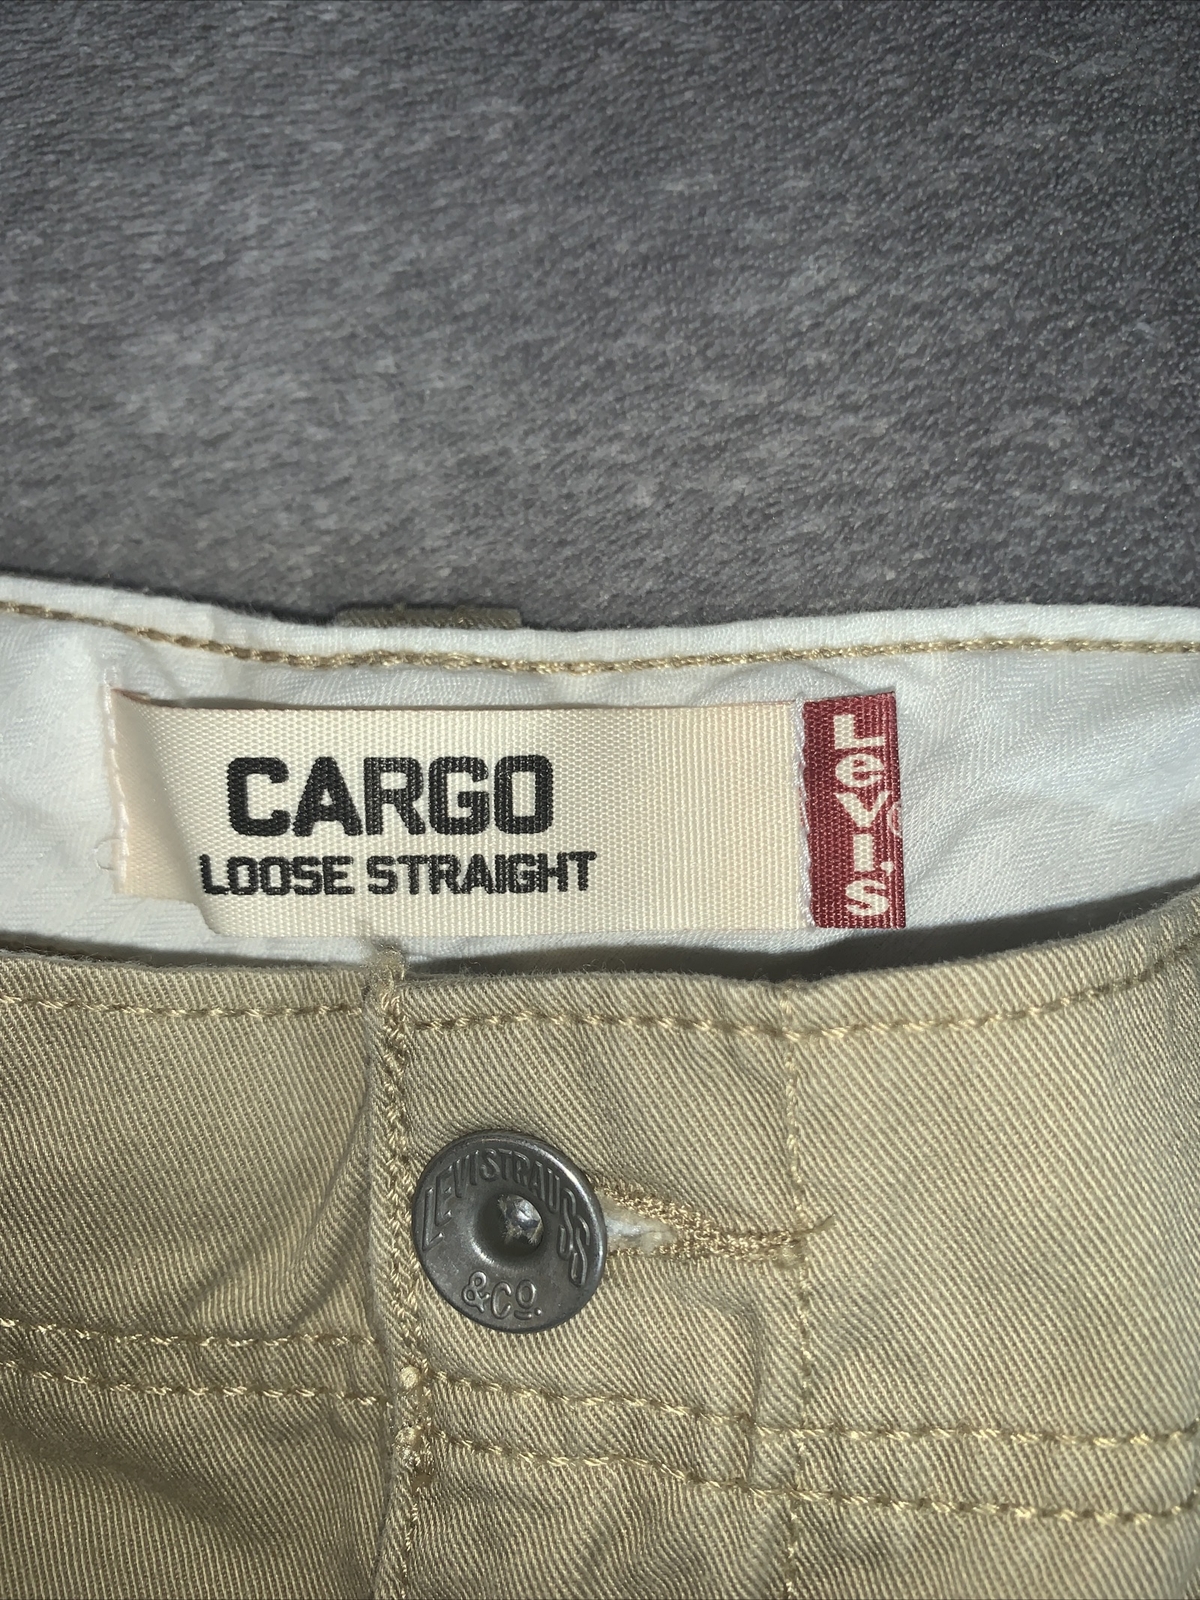 CARGO
LOOSE STRAIGHT
Levi's
®
LEVI STRAUSS
& Co.